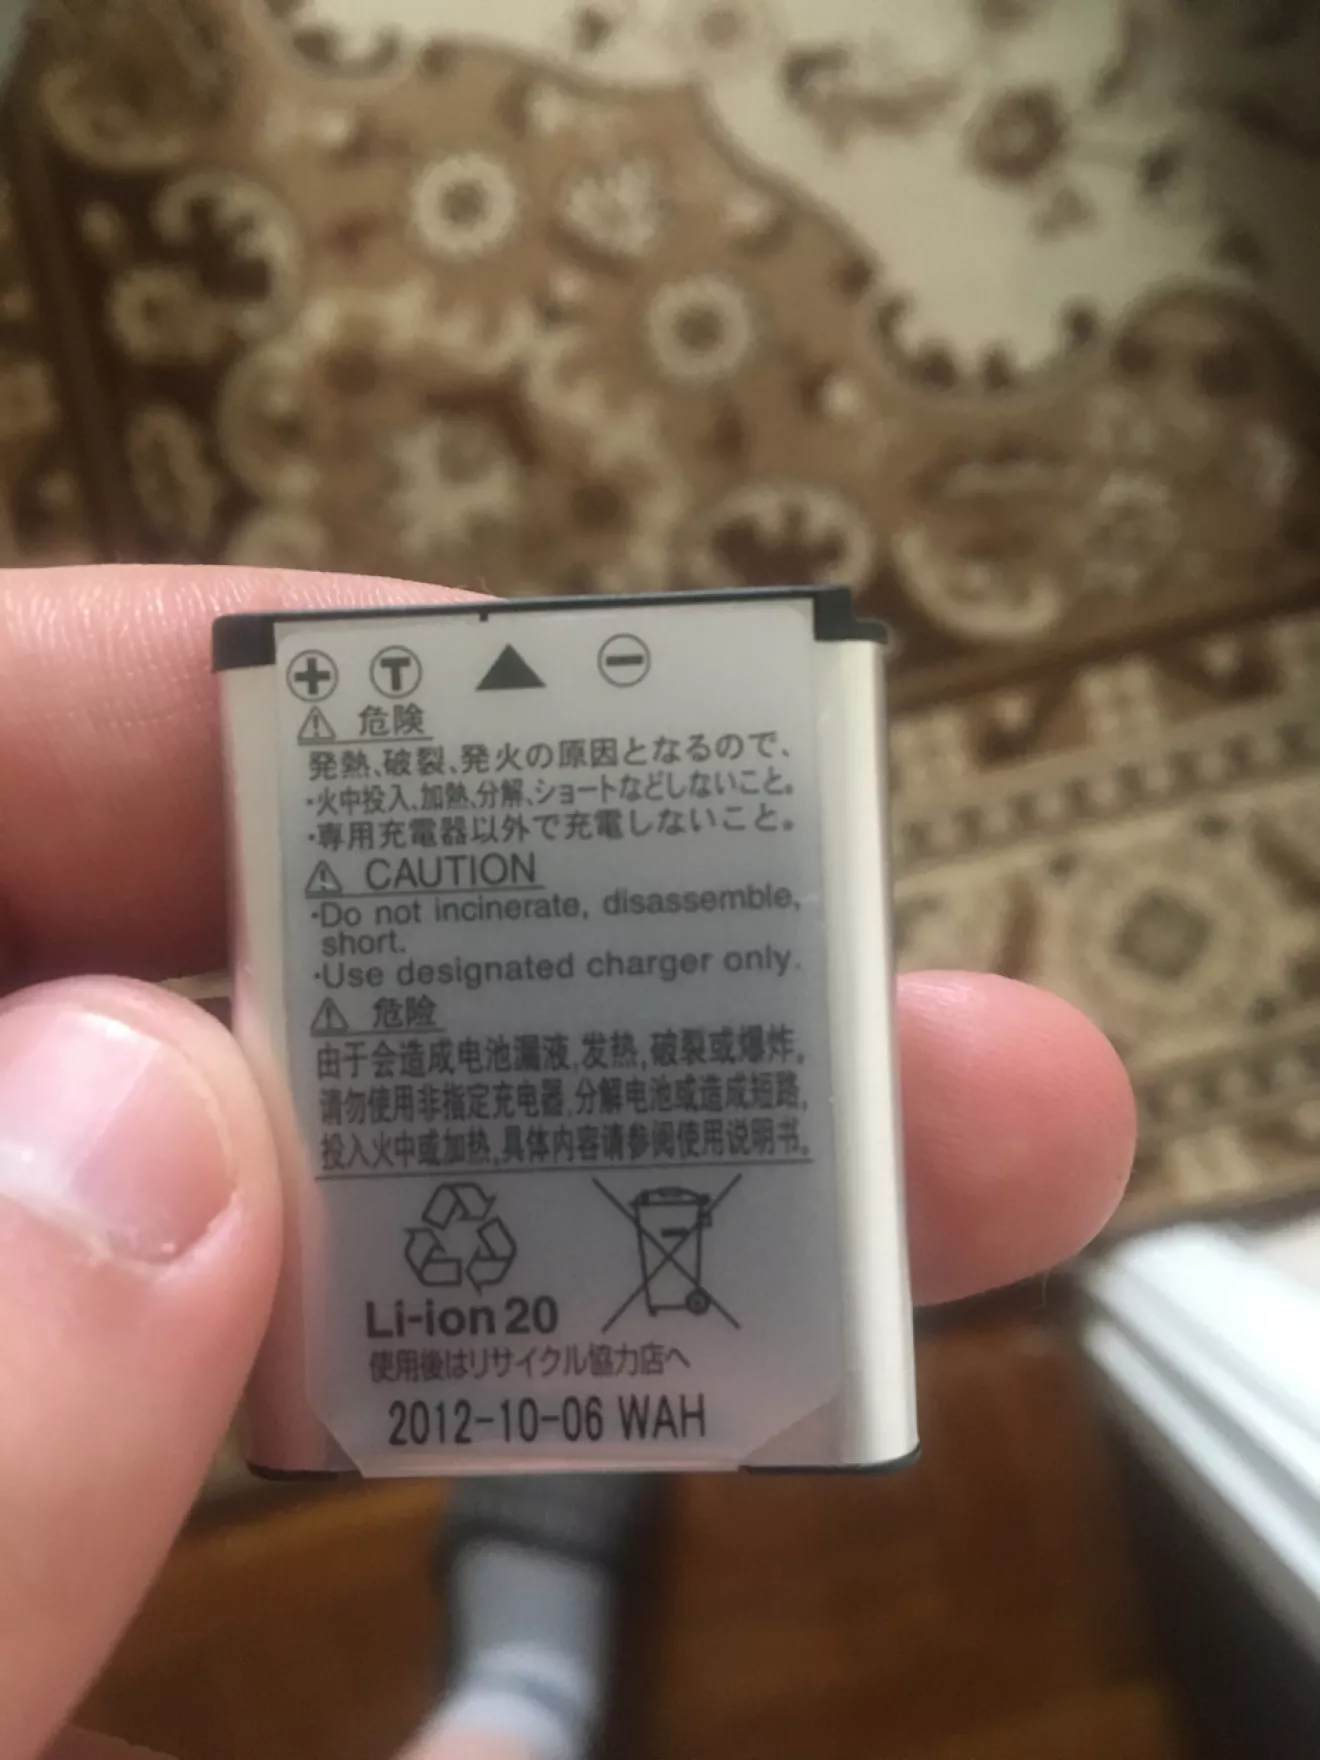 + T ▲ −
⚠ 危険
発熱、破裂、発火の原因となるので、
・火中投入、加熱、分解、ショートなどしないこと。
・専用充電器以外で充電しないこと。
⚠ CAUTION
・Do not incinerate, disassemble,
short.
・Use designated charger only.
⚠ 危险
由于会造成电池漏液,发热,破裂或爆炸,
请勿使用非指定充电器,分解电池或造成短路,
投入火中或加热,具体内容请参阅使用说明书。
Li-ion 20
使用後はリサイクル協力店へ
2012-10-06 WAH